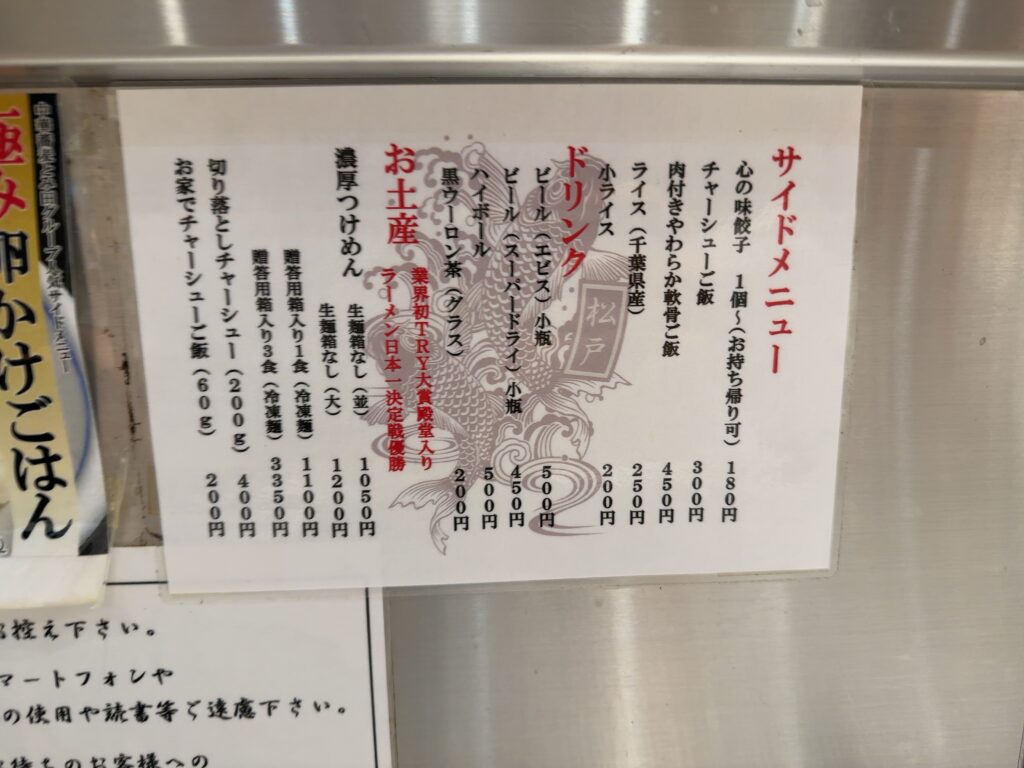 サイドメニュー
心の味餃子 1個～(お持ち帰り可) 180円
チャーシューご飯 300円
肉付きやわらか軟骨ご飯 450円
ライス(千葉県産) 250円
小ライス 200円
ドリンク
ビール(エビス)小瓶 500円
ビール(スーパードライ)小瓶 450円
ハイボール 500円
黒ウーロン茶(グラス) 200円
松戸
お土産
業界初TRY大賞殿堂入り
ラーメン日本一決定戦優勝
濃厚つけめん 生麺箱なし(並) 1050円
生麺箱なし(大) 1200円
贈答用箱入り1食(冷凍麺) 1100円
贈答用箱入り3食(冷凍麺) 3350円
切り落としチャーシュー(200g) 400円
お家でチャーシューご飯(60g) 200円
極み卵かけごはん
控え下さい。
マートフォンや
の使用や読書等ご遠慮下さい。
待ちのお客様への